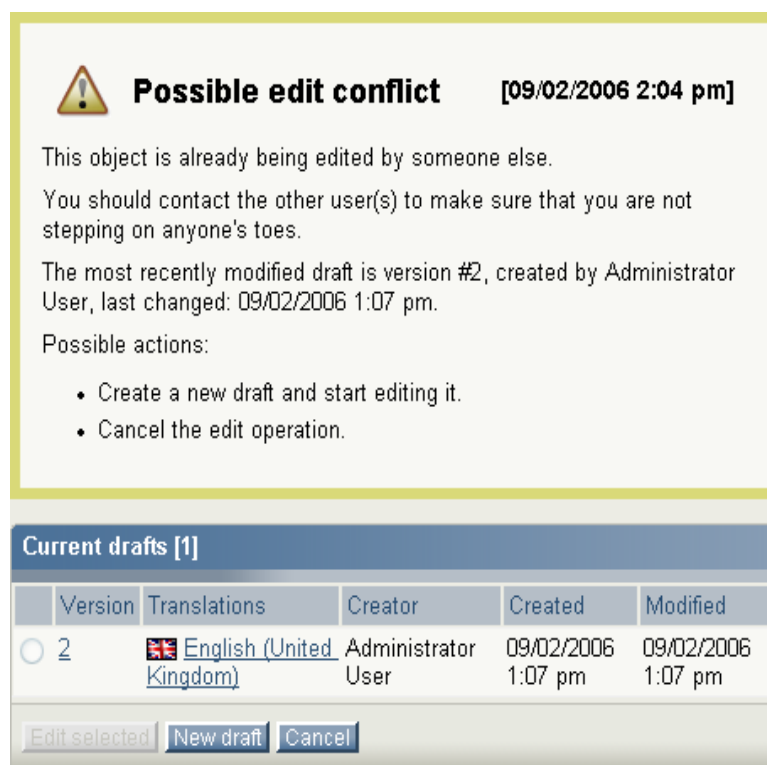 Possible edit conflict [09/02/2006 2:04 pm]
This object is already being edited by someone else.
You should contact the other user(s) to make sure that you are not
stepping on anyone's toes.
The most recently modified draft is version #2, created by Administrator
User, last changed: 09/02/2006 1:07 pm.
Possible actions:
• Create a new draft and start editing it.
• Cancel the edit operation.
Current drafts [1]
Version Translations Creator Created Modified
2 English (United Administrator 09/02/2006 09/02/2006
Kingdom) User 1:07 pm 1:07 pm
Edit selected New draft Cancel